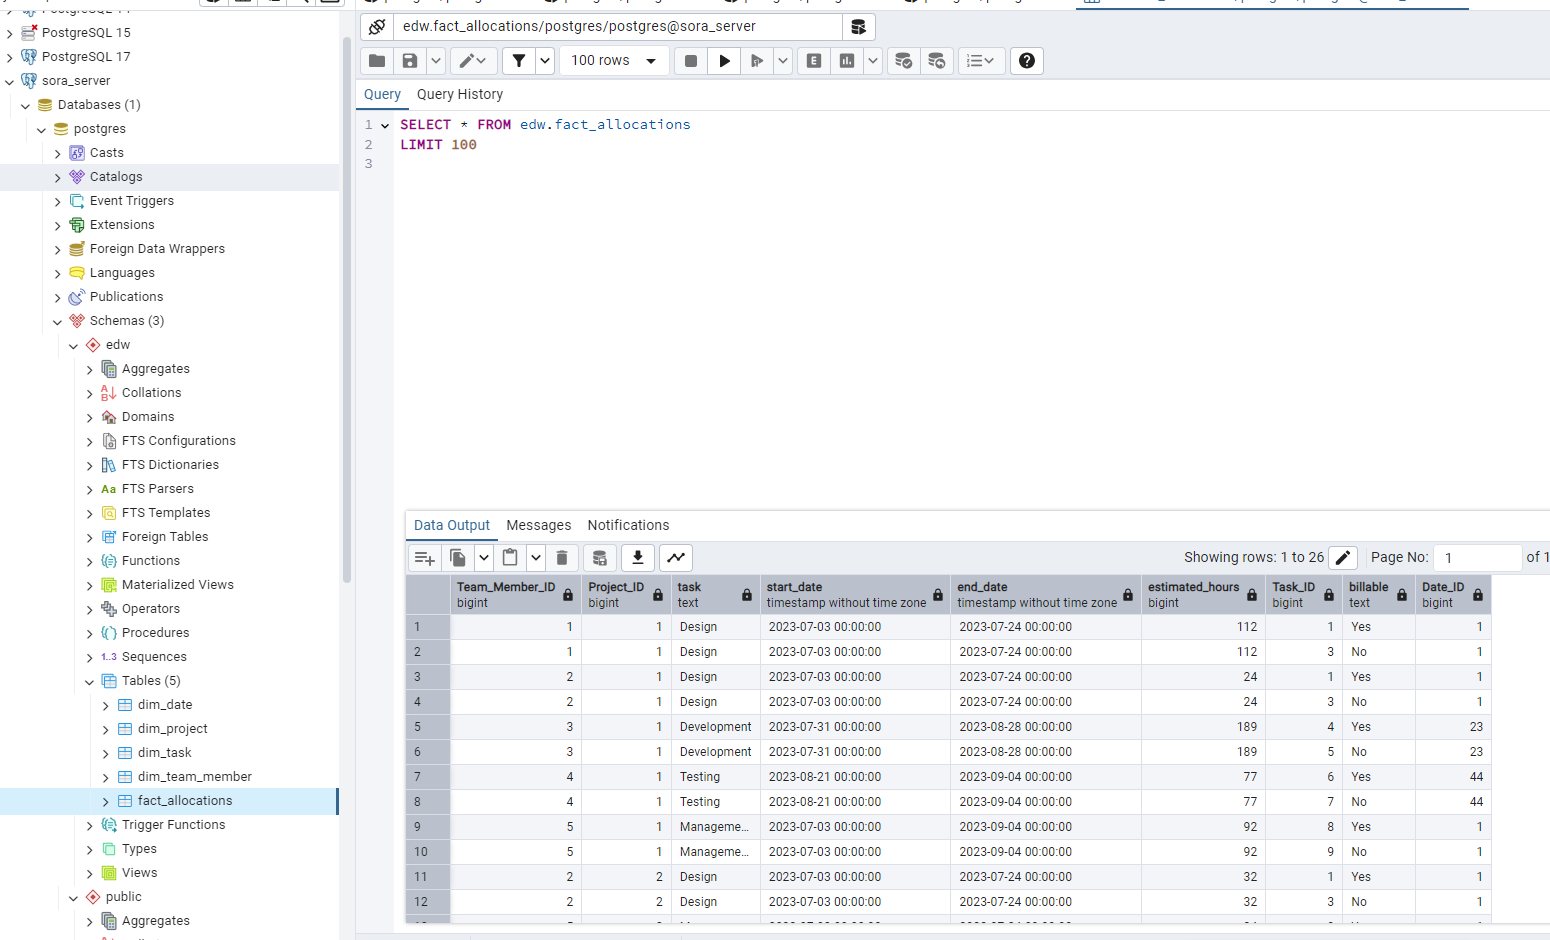 PostgreSQL 15
PostgreSQL 17
sora_server
Databases (1)
postgres
Casts
Catalogs
Event Triggers
Extensions
Foreign Data Wrappers
Languages
Publications
Schemas (3)
edw
Aggregates
Collations
Domains
FTS Configurations
FTS Dictionaries
Aa FTS Parsers
FTS Templates
Foreign Tables
Functions
Materialized Views
Operators
Procedures
1..3 Sequences
Tables (5)
dim_date
dim_project
dim_task
dim_team_member
fact_allocations
Trigger Functions
Types
Views
public
Aggregates
edw.fact_allocations/postgres/postgres@sora_server
100 rows
E
Query Query History
1 SELECT * FROM edw.fact_allocations
2 LIMIT 100
3
Data Output Messages Notifications
Showing rows: 1 to 26 Page No: 1 of 1
Team_Member_ID Project_ID task start_date end_date estimated_hours Task_ID billable Date_ID
bigint bigint text timestamp without time zone timestamp without time zone bigint bigint text bigint
1 1 1 Design 2023-07-03 00:00:00 2023-07-24 00:00:00 112 1 Yes 1
2 1 1 Design 2023-07-03 00:00:00 2023-07-24 00:00:00 112 3 No 1
3 2 1 Design 2023-07-03 00:00:00 2023-07-24 00:00:00 24 1 Yes 1
4 2 1 Design 2023-07-03 00:00:00 2023-07-24 00:00:00 24 3 No 1
5 3 1 Development 2023-07-31 00:00:00 2023-08-28 00:00:00 189 4 Yes 23
6 3 1 Development 2023-07-31 00:00:00 2023-08-28 00:00:00 189 5 No 23
7 4 1 Testing 2023-08-21 00:00:00 2023-09-04 00:00:00 77 6 Yes 44
8 4 1 Testing 2023-08-21 00:00:00 2023-09-04 00:00:00 77 7 No 44
9 5 1 Manageme... 2023-07-03 00:00:00 2023-09-04 00:00:00 92 8 Yes 1
10 5 1 Manageme... 2023-07-03 00:00:00 2023-09-04 00:00:00 92 9 No 1
11 2 2 Design 2023-07-03 00:00:00 2023-07-24 00:00:00 32 1 Yes 1
12 2 2 Design 2023-07-03 00:00:00 2023-07-24 00:00:00 32 3 No 1